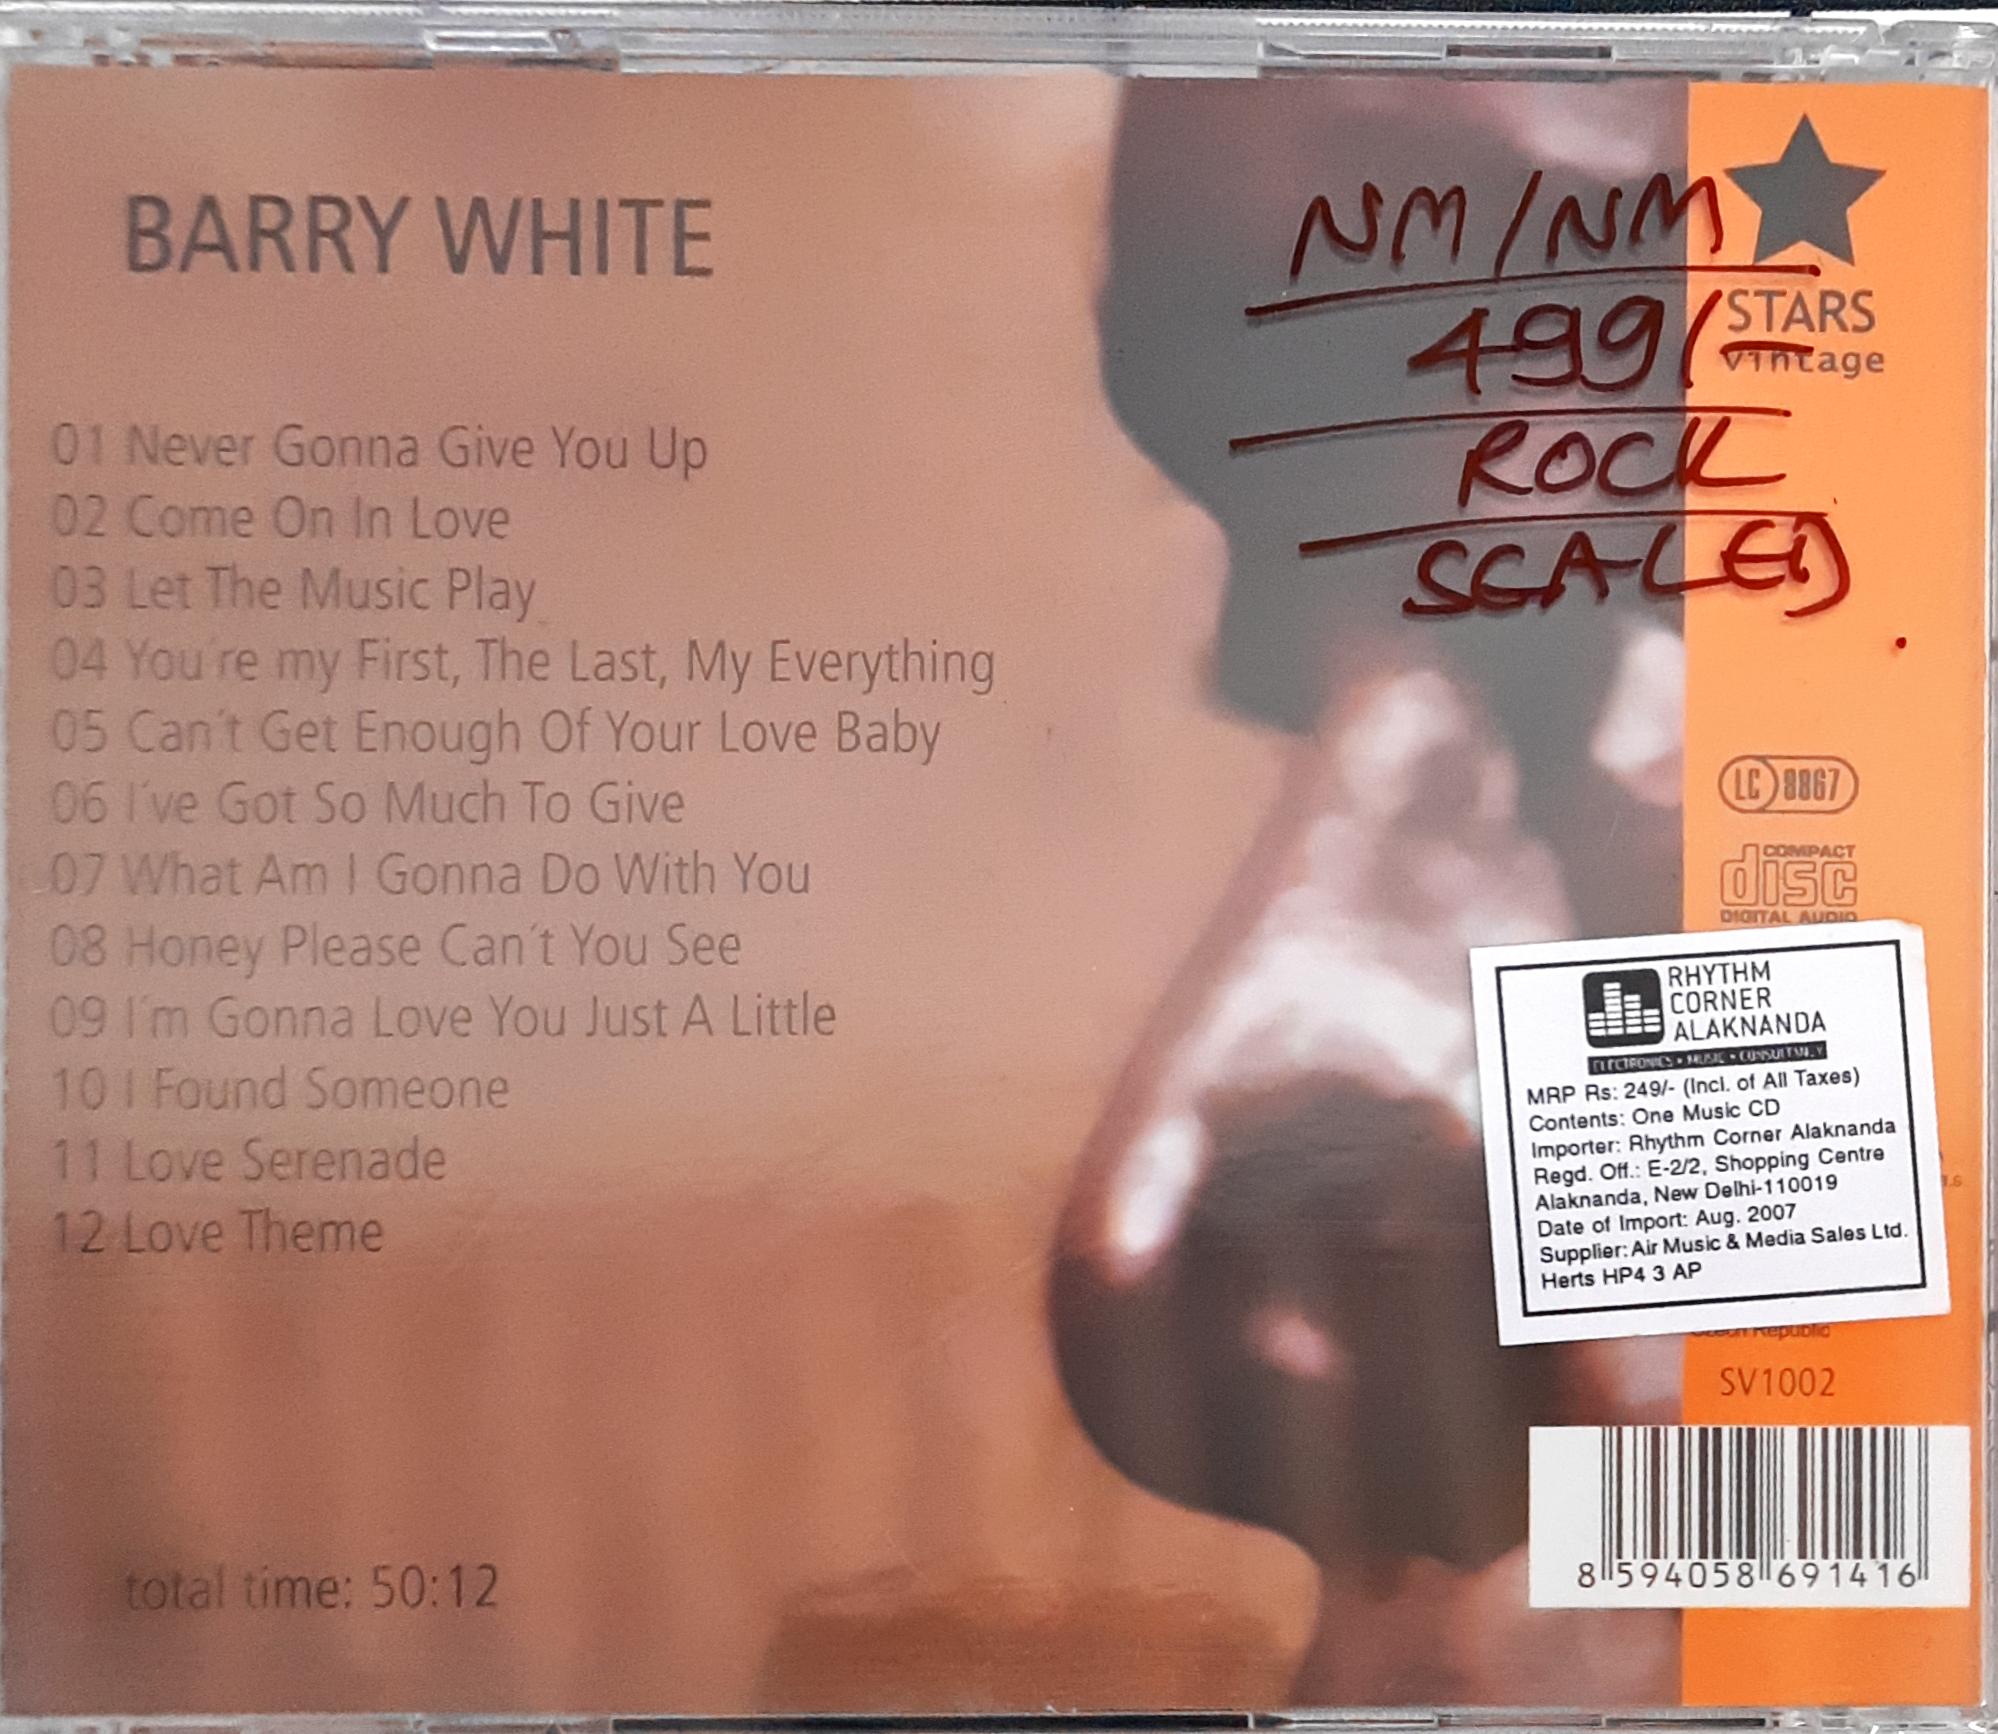 BARRY WHITE
01 Never Gonna Give You Up
02 Come On In Love
03 Let The Music Play
04 You´re my First, The Last, My Everything
05 Can´t Get Enough Of Your Love Baby
06 I´ve Got So Much To Give
07 What Am I Gonna Do With You
08 Honey Please Can´t You See
09 I´m Gonna Love You Just A Little
10 I Found Someone
11 Love Serenade
12 Love Theme
total time: 50:12
NM/NM
499/
ROCK
SEALED
STARS
vintage
LC 8867
COMPACT
disc
DIGITAL AUDIO
RHYTHM
CORNER
ALAKNANDA
ELECTRONICS • MUSIC • CONSULTANCY
MRP Rs: 249/- (Incl. of All Taxes)
Contents: One Music CD
Importer: Rhythm Corner Alaknanda
Regd. Off.: E-2/2, Shopping Centre
Alaknanda, New Delhi-110019
Date of Import: Aug. 2007
Supplier: Air Music & Media Sales Ltd.
Herts HP4 3 AP
Czech Republic
SV1002
8 594058 691416